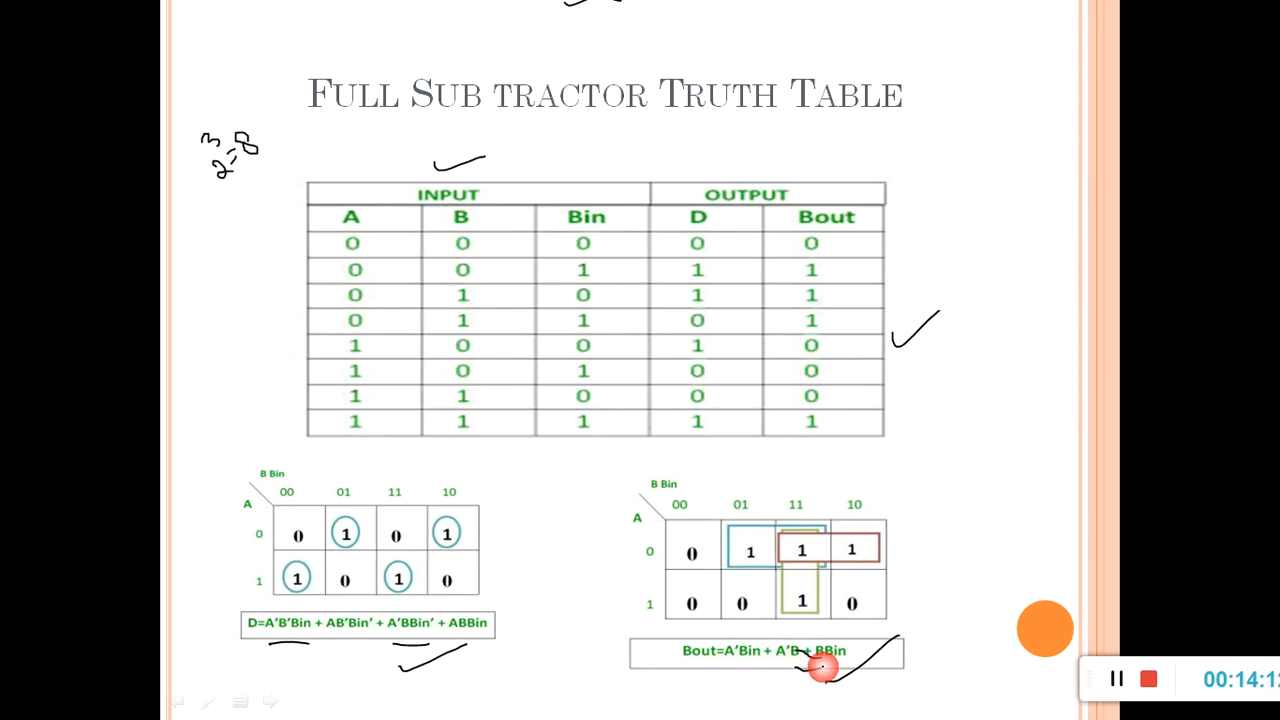 FULL SUB TRACTOR TRUTH TABLE
3
2 = 8
INPUT OUTPUT
A B Bin D Bout
0 0 0 0 0
0 0 1 1 1
0 1 0 1 1
0 1 1 0 1
1 0 0 1 0
1 0 1 0 0
1 1 0 0 0
1 1 1 1 1
B Bin
00 01 11 10
A
0 0 1 0 1
1 1 0 1 0
D=A′B′Bin + AB′Bin′ + A′BBin′ + ABBin
B Bin
00 01 11 10
A
0 0 1 1 1
1 0 0 1 0
Bout=A′Bin + A′B + BBin
00:14:12